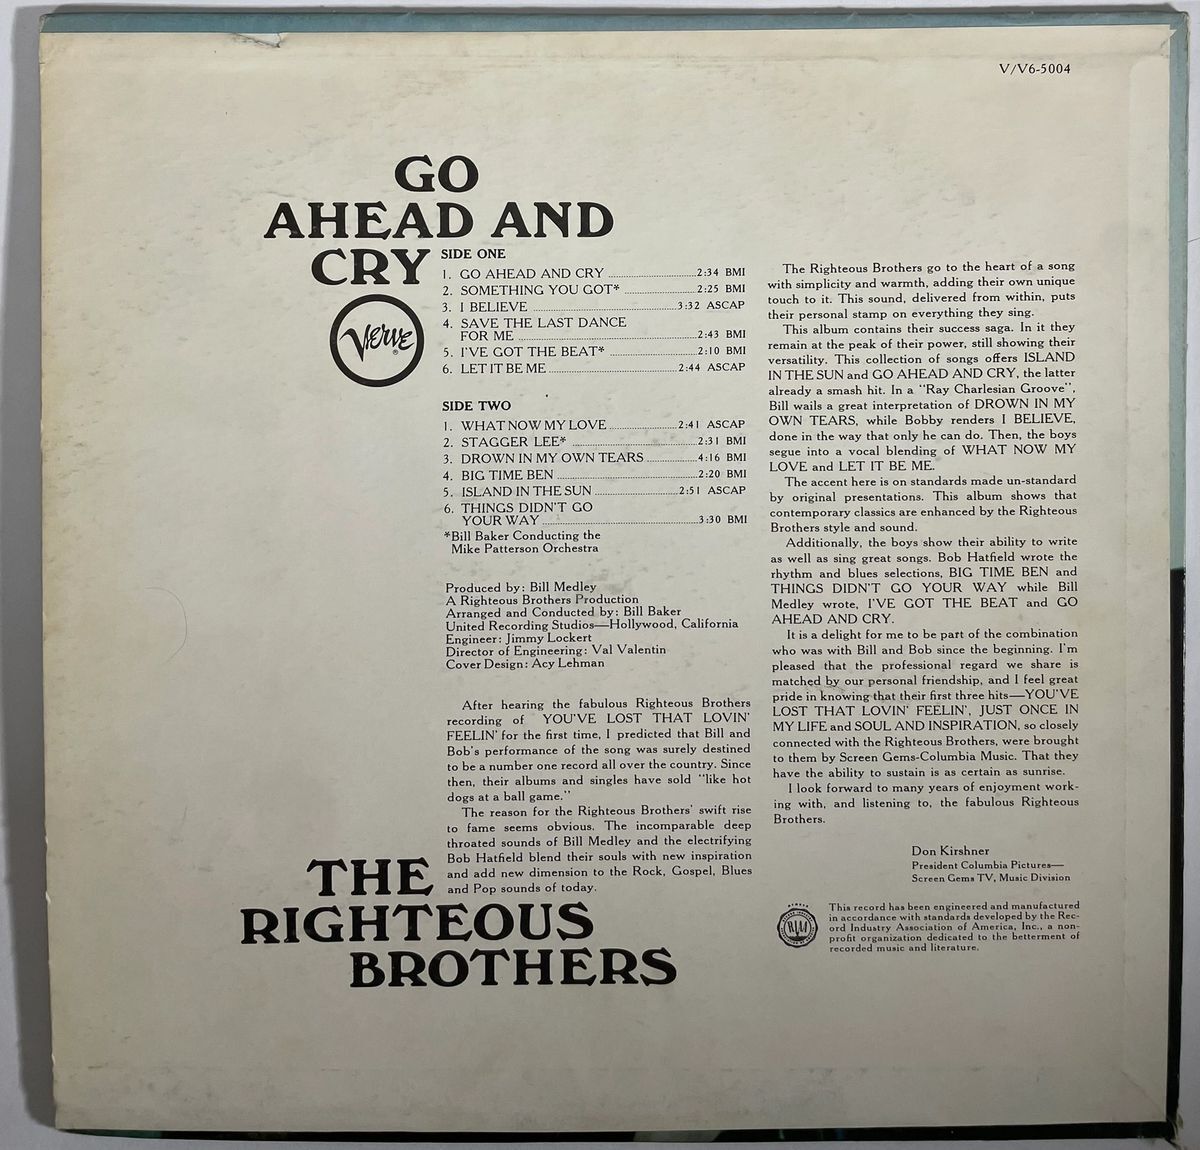 V/V6-5004
GO
AHEAD AND
CRY
Verve®
SIDE ONE
1. GO AHEAD AND CRY ........ 2:34 BMI
2. SOMETHING YOU GOT* ........ 2:25 BMI
3. I BELIEVE ........ 3:32 ASCAP
4. SAVE THE LAST DANCE
FOR ME ........ 2:43 BMI
5. I'VE GOT THE BEAT* ........ 2:10 BMI
6. LET IT BE ME ........ 2:44 ASCAP
SIDE TWO
1. WHAT NOW MY LOVE ........ 2:41 ASCAP
2. STAGGER LEE* ........ 2:31 BMI
3. DROWN IN MY OWN TEARS ........ 4:16 BMI
4. BIG TIME BEN ........ 2:20 BMI
5. ISLAND IN THE SUN ........ 2:51 ASCAP
6. THINGS DIDN'T GO
YOUR WAY ........ 3:30 BMI
*Bill Baker Conducting the
Mike Patterson Orchestra
Produced by: Bill Medley
A Righteous Brothers Production
Arranged and Conducted by: Bill Baker
United Recording Studios—Hollywood, California
Engineer: Jimmy Lockert
Director of Engineering: Val Valentin
Cover Design: Acy Lehman
After hearing the fabulous Righteous Brothers
recording of YOU'VE LOST THAT LOVIN'
FEELIN' for the first time, I predicted that Bill and
Bob's performance of the song was surely destined
to be a number one record all over the country. Since
then, their albums and singles have sold "like hot
dogs at a ball game."
The reason for the Righteous Brothers' swift rise
to fame seems obvious. The incomparable deep
throated sounds of Bill Medley and the electrifying
Bob Hatfield blend their souls with new inspiration
and add new dimension to the Rock, Gospel, Blues
and Pop sounds of today.
The Righteous Brothers go to the heart of a song
with simplicity and warmth, adding their own unique
touch to it. This sound, delivered from within, puts
their personal stamp on everything they sing.
This album contains their success saga. In it they
remain at the peak of their power, still showing their
versatility. This collection of songs offers ISLAND
IN THE SUN and GO AHEAD AND CRY, the latter
already a smash hit. In a "Ray Charlesian Groove",
Bill wails a great interpretation of DROWN IN MY
OWN TEARS, while Bobby renders I BELIEVE,
done in the way that only he can do. Then, the boys
segue into a vocal blending of WHAT NOW MY
LOVE and LET IT BE ME.
The accent here is on standards made un-standard
by original presentations. This album shows that
contemporary classics are enhanced by the Righteous
Brothers style and sound.
Additionally, the boys show their ability to write
as well as sing great songs. Bob Hatfield wrote the
rhythm and blues selections, BIG TIME BEN and
THINGS DIDN'T GO YOUR WAY while Bill
Medley wrote, I'VE GOT THE BEAT and GO
AHEAD AND CRY.
It is a delight for me to be part of the combination
who was with Bill and Bob since the beginning. I'm
pleased that the professional regard we share is
matched by our personal friendship, and I feel great
pride in knowing that their first three hits—YOU'VE
LOST THAT LOVIN' FEELIN', JUST ONCE IN
MY LIFE and SOUL AND INSPIRATION, so closely
connected with the Righteous Brothers, were brought
to them by Screen Gems-Columbia Music. That they
have the ability to sustain is as certain as sunrise.
I look forward to many years of enjoyment work-
ing with, and listening to, the fabulous Righteous
Brothers.
Don Kirshner
President Columbia Pictures—
Screen Gems TV, Music Division
THE
RIGHTEOUS
BROTHERS
RIAA
This record has been engineered and manufactured
in accordance with standards developed by the Rec-
ord Industry Association of America, Inc., a non-
profit organization dedicated to the betterment of
recorded music and literature.